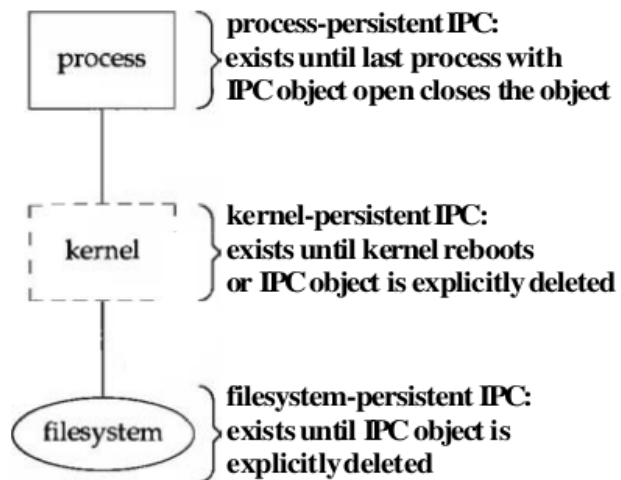 process
process-persistent IPC:
exists until last process with
IPC object open closes the object
kernel
kernel-persistent IPC:
exists until kernel reboots
or IPC object is explicitly deleted
filesystem
filesystem-persistent IPC:
exists until IPC object is
explicitly deleted